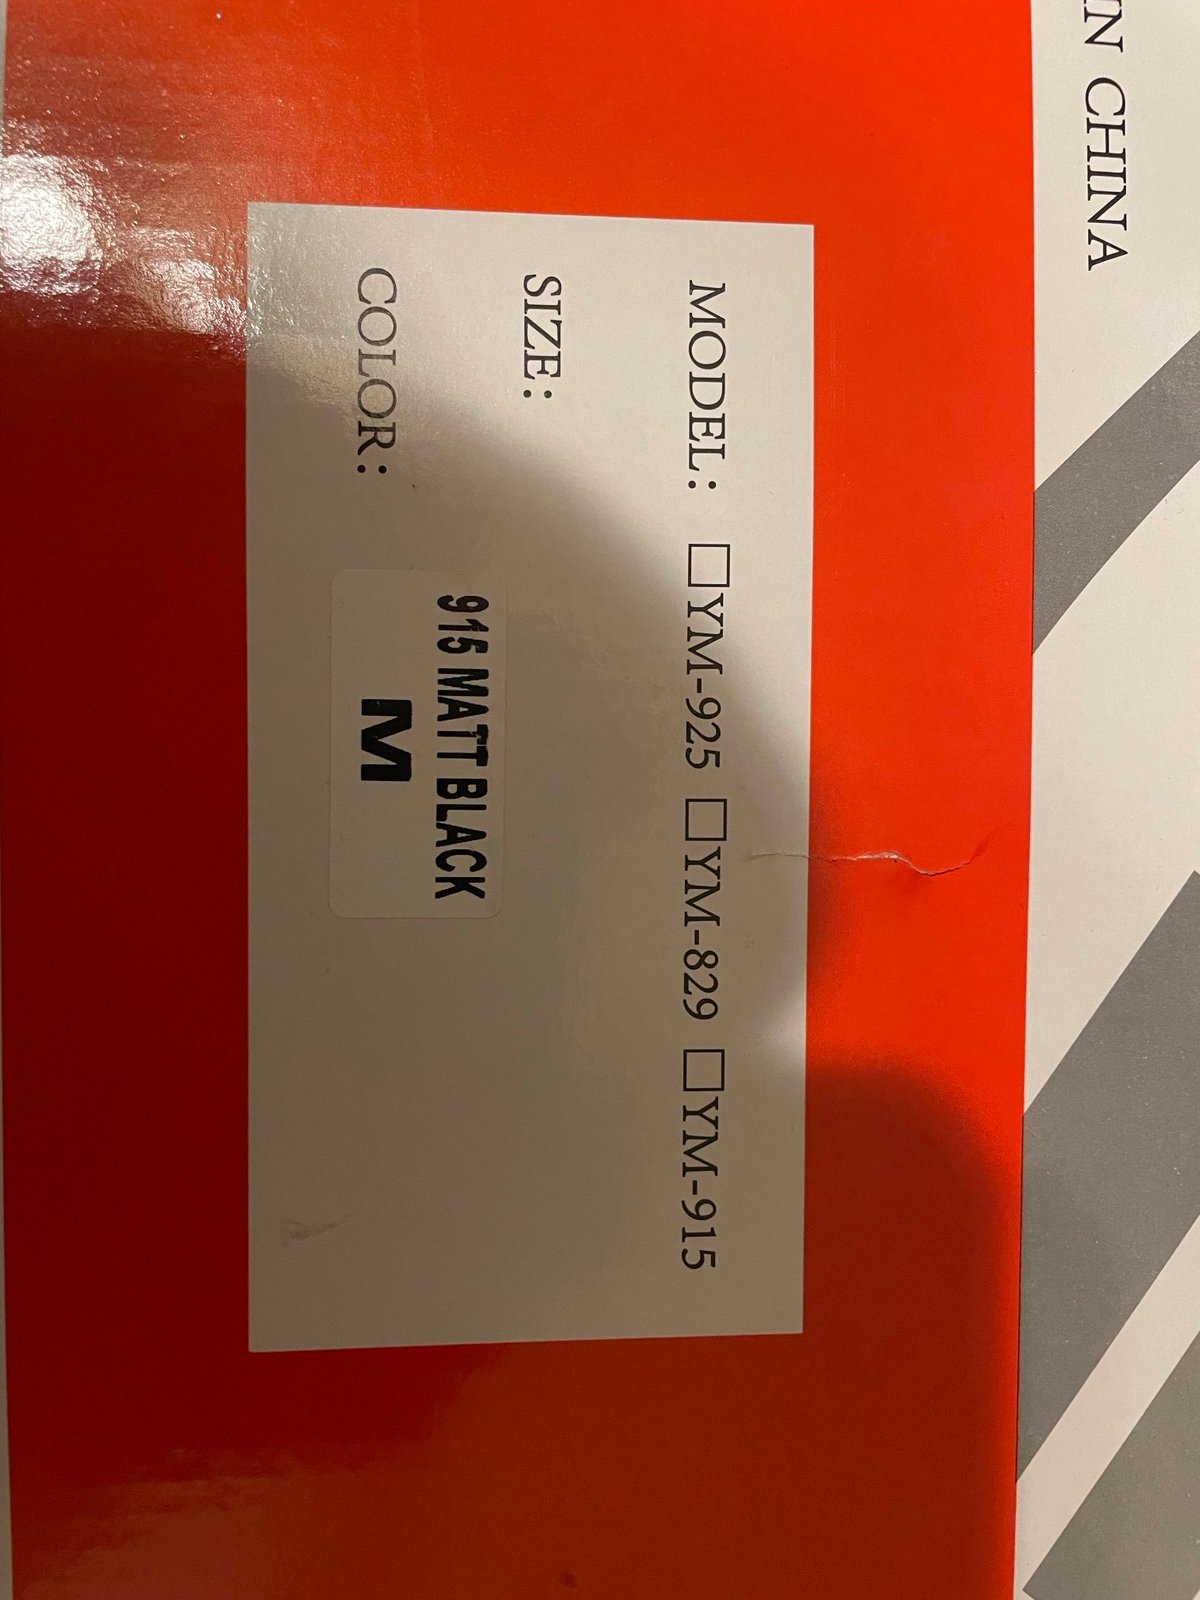 IN CHINA
MODEL: □YM-925 □YM-829 □YM-915
SIZE:
915 MATT BLACK
COLOR:
M